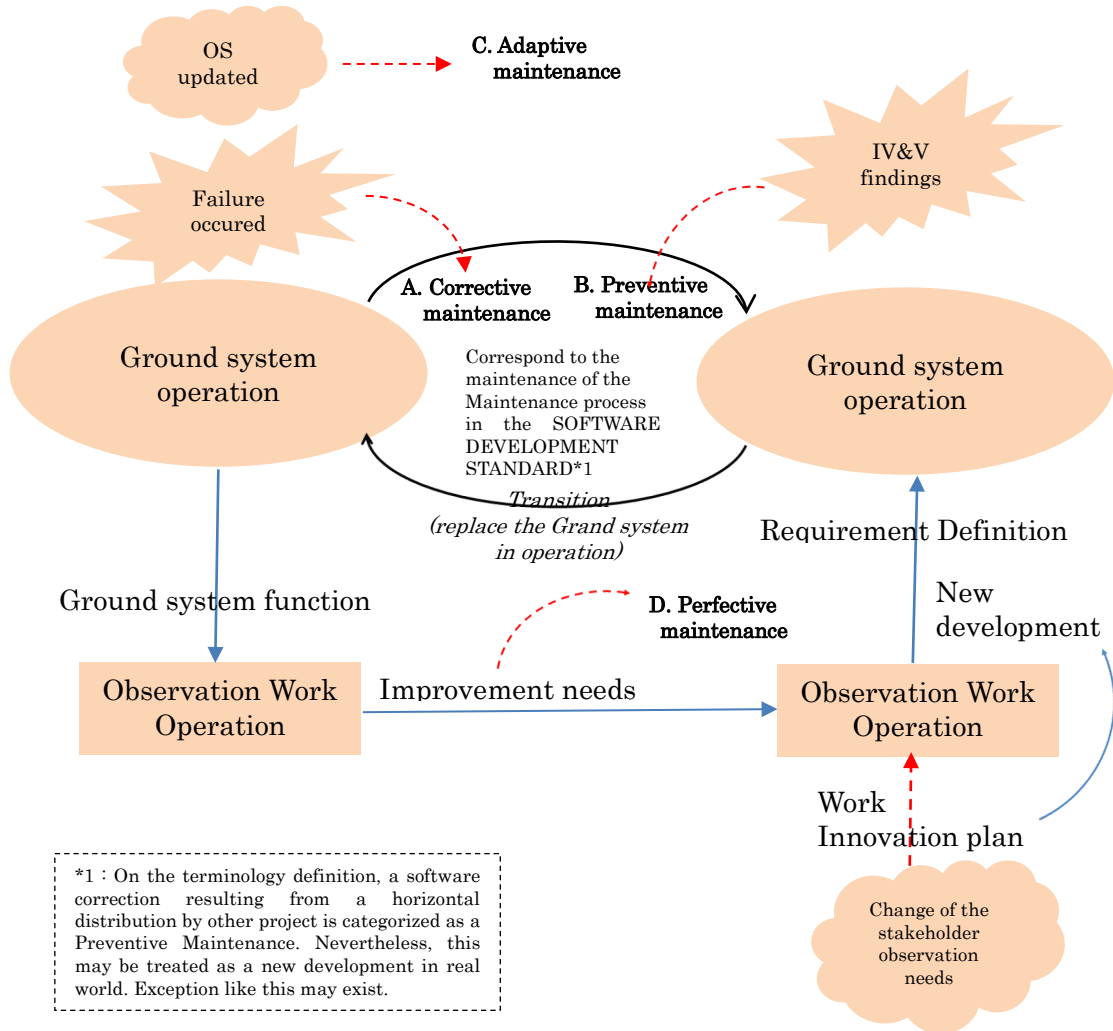 OS
updated
C. Adaptive
maintenance
IV&V
findings
Failure
occured
A. Corrective
maintenance
B. Preventive
maintenance
Ground system
operation
Correspond to the
maintenance of the
Maintenance process
in the SOFTWARE
DEVELOPMENT
STANDARD*1
Ground system
operation
Transition
(replace the Grand system
in operation)
Requirement Definition
Ground system function
D. Perfective
maintenance
New
development
Observation Work
Operation
Improvement needs
Observation Work
Operation
Work
Innovation plan
*1：On the terminology definition, a software
correction resulting from a horizontal
distribution by other project is categorized as a
Preventive Maintenance. Nevertheless, this
may be treated as a new development in real
world. Exception like this may exist.
Change of the
stakeholder
observation
needs